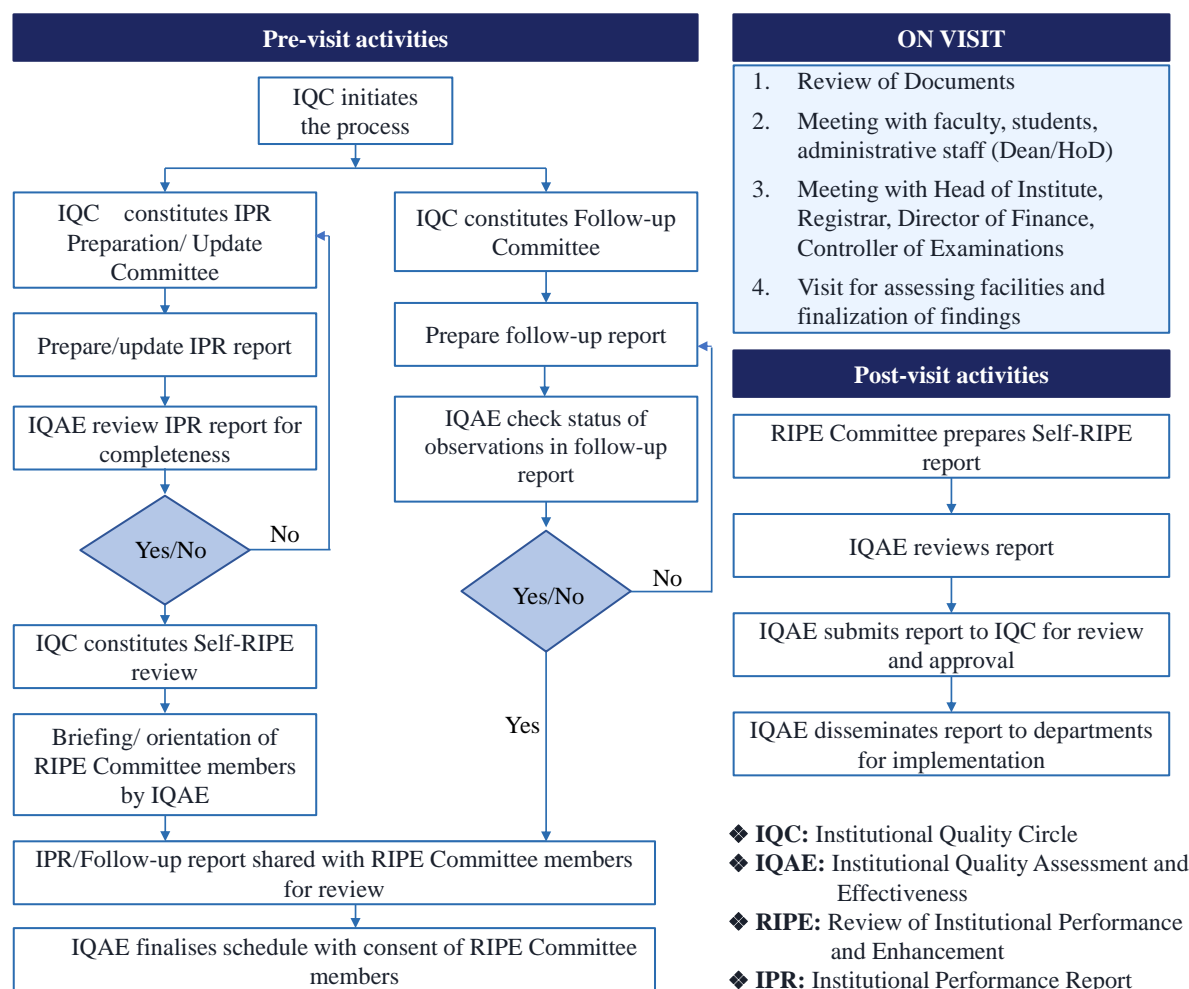 Pre-visit activities
IQC initiates
the process
IQC constitutes IPR
Preparation/ Update
Committee
Prepare/update IPR report
IQAE review IPR report for
completeness
Yes/No
No
IQC constitutes Self-RIPE
review
Briefing/ orientation of
RIPE Committee members
by IQAE
IQC constitutes Follow-up
Committee
Prepare follow-up report
IQAE check status of
observations in follow-up
report
Yes/No
No
Yes
IPR/Follow-up report shared with RIPE Committee members
for review
IQAE finalises schedule with consent of RIPE Committee
members
ON VISIT
1. Review of Documents
2. Meeting with faculty, students,
administrative staff (Dean/HoD)
3. Meeting with Head of Institute,
Registrar, Director of Finance,
Controller of Examinations
4. Visit for assessing facilities and
finalization of findings
Post-visit activities
RIPE Committee prepares Self-RIPE
report
IQAE reviews report
IQAE submits report to IQC for review
and approval
IQAE disseminates report to departments
for implementation
❖ IQC: Institutional Quality Circle
❖ IQAE: Institutional Quality Assessment and
Effectiveness
❖ RIPE: Review of Institutional Performance
and Enhancement
❖ IPR: Institutional Performance Report